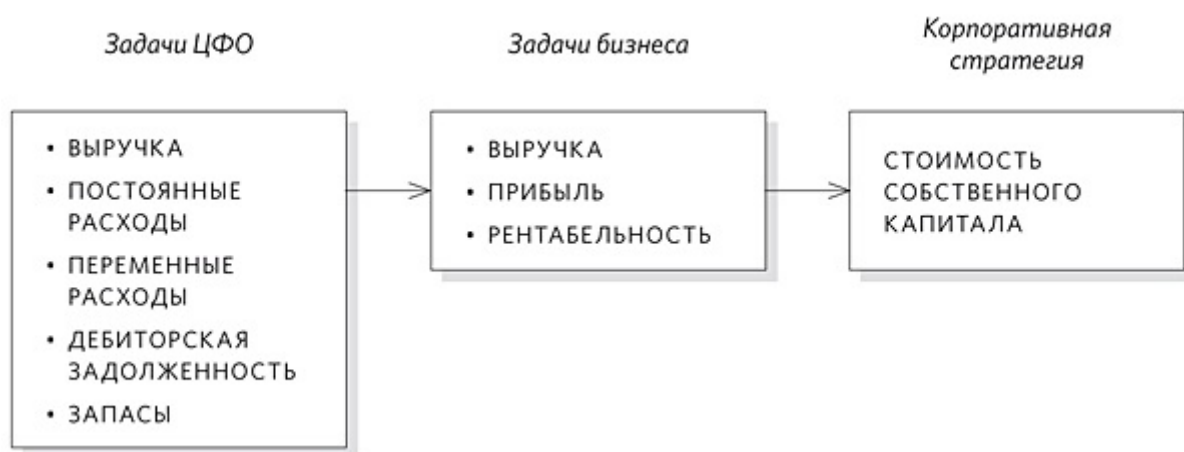 Задачи ЦФО
Задачи бизнеса
Корпоративная
стратегия
• ВЫРУЧКА
• ПОСТОЯННЫЕ
РАСХОДЫ
• ПЕРЕМЕННЫЕ
РАСХОДЫ
• ДЕБИТОРСКАЯ
ЗАДОЛЖЕННОСТЬ
• ЗАПАСЫ
• ВЫРУЧКА
• ПРИБЫЛЬ
• РЕНТАБЕЛЬНОСТЬ
СТОИМОСТЬ
СОБСТВЕННОГО
КАПИТАЛА